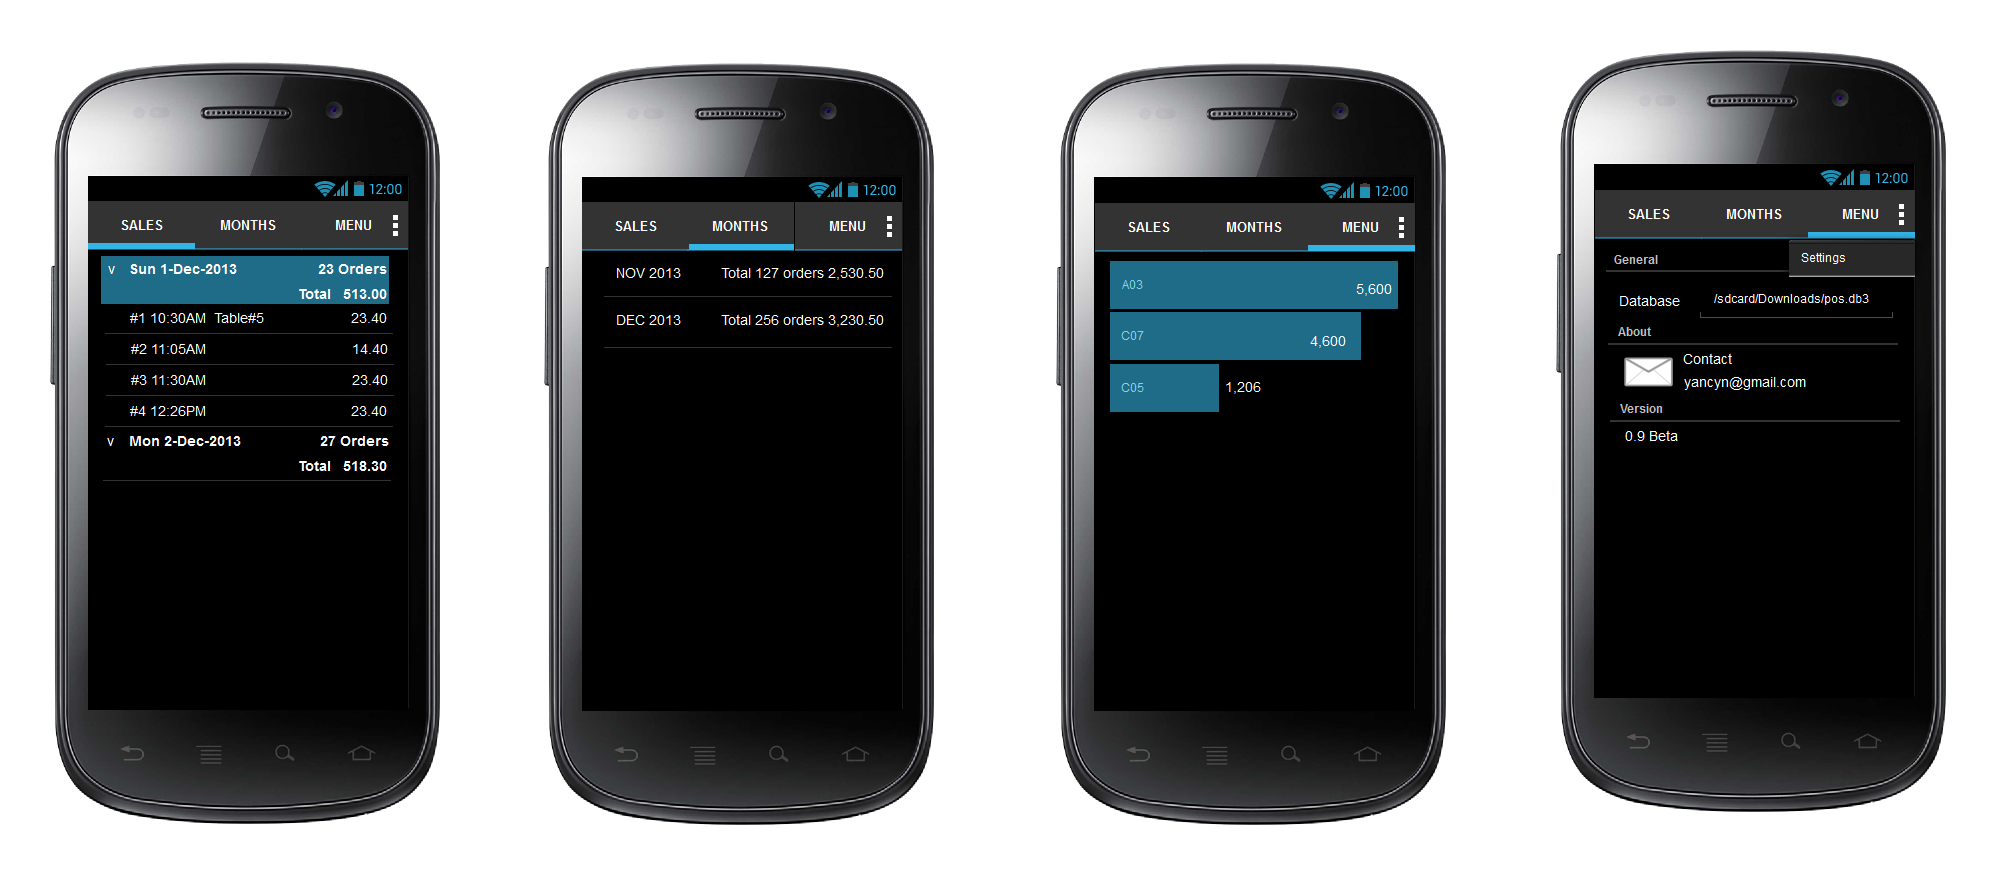 12:00
SALES MONTHS MENU
v Sun 1-Dec-2013 23 Orders
Total 513.00
#1 10:30AM Table#5 23.40
#2 11:05AM 14.40
#3 11:30AM 23.40
#4 12:26PM 23.40
v Mon 2-Dec-2013 27 Orders
Total 518.30
12:00
SALES MONTHS MENU
NOV 2013 Total 127 orders 2,530.50
DEC 2013 Total 256 orders 3,230.50
12:00
SALES MONTHS MENU
A03 5,600
C07 4,600
C05 1,206
12:00
SALES MONTHS MENU
Settings
General
Database /sdcard/Downloads/pos.db3
About
Contact
yancyn@gmail.com
Version
0.9 Beta